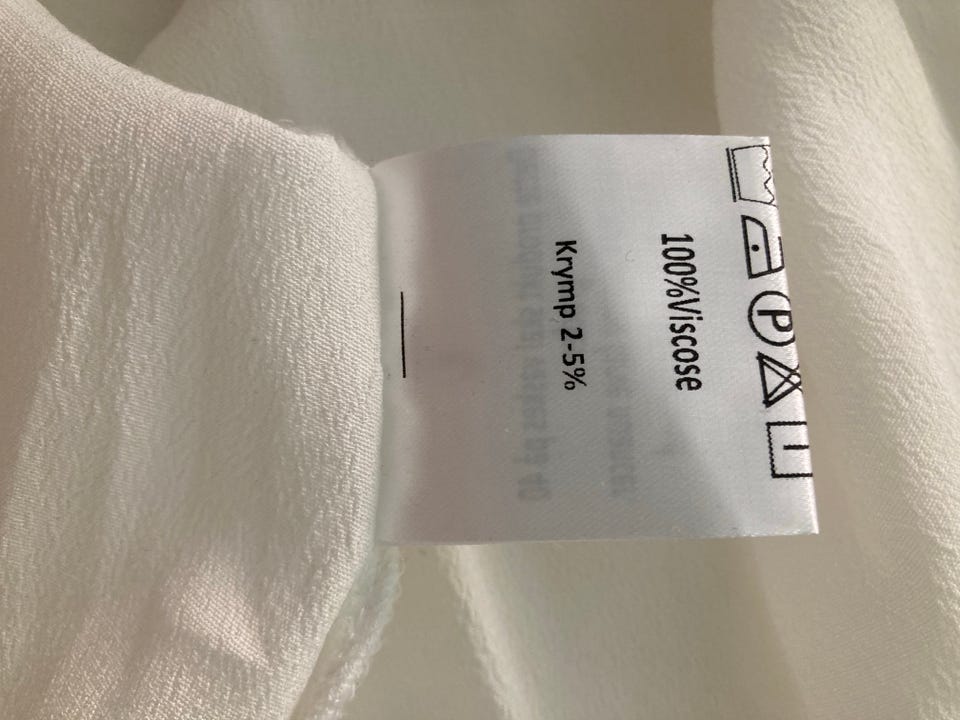 P
100%Viscose
Krymp 2-5%